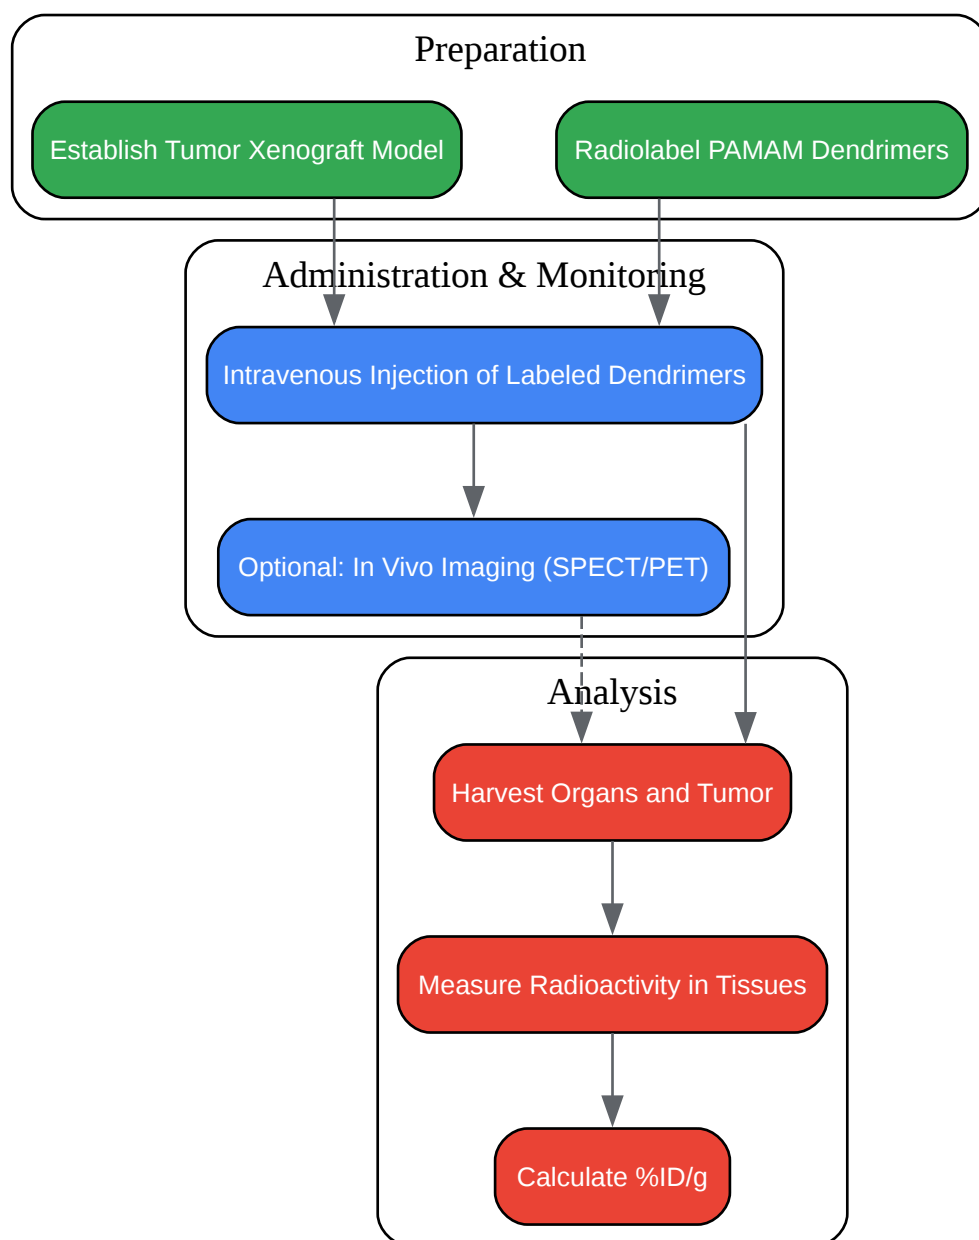 Preparation
Establish Tumor Xenograft Model
Radiolabel PAMAM Dendrimers
Administration & Monitoring
Intravenous Injection of Labeled Dendrimers
Optional: In Vivo Imaging (SPECT/PET)
Analysis
Harvest Organs and Tumor
Measure Radioactivity in Tissues
Calculate %ID/g